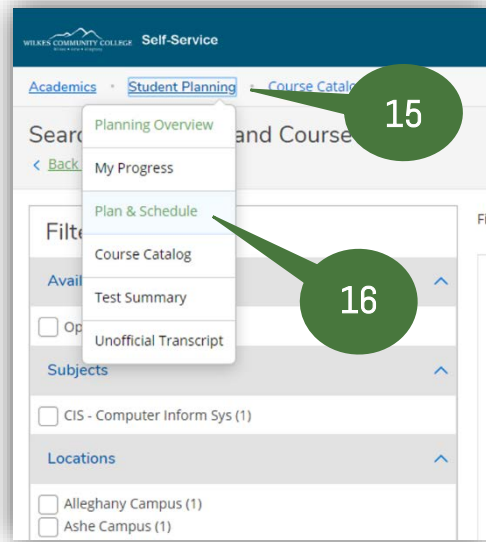 WILKES COMMUNITY COLLEGE Self-Service
Academics · Student Planning · Course Catalo
15
Planning Overview
Sear and Course
< Back
My Progress
Plan & Schedule
Filte
Course Catalog
16
Avail
Test Summary
Op
Unofficial Transcript
Subjects
CIS - Computer Inform Sys (1)
Locations
Alleghany Campus (1)
Ashe Campus (1)